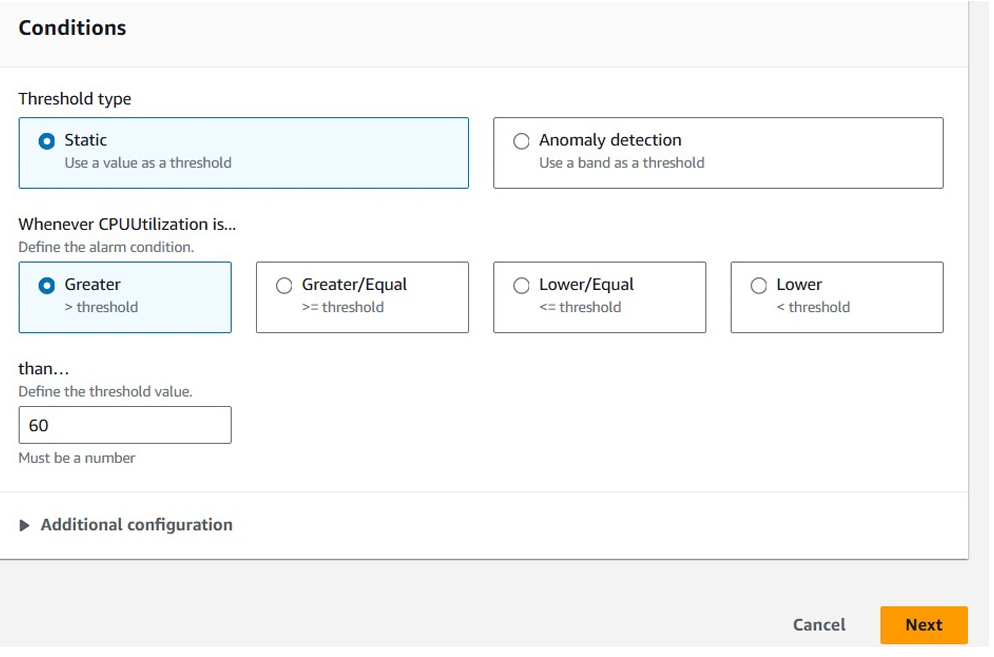 Conditions
Threshold type
Static
Use a value as a threshold
Anomaly detection
Use a band as a threshold
Whenever CPUUtilization is...
Define the alarm condition.
Greater
> threshold
Greater/Equal
>= threshold
Lower/Equal
<= threshold
Lower
< threshold
than...
Define the threshold value.
60
Must be a number
Additional configuration
Cancel
Next